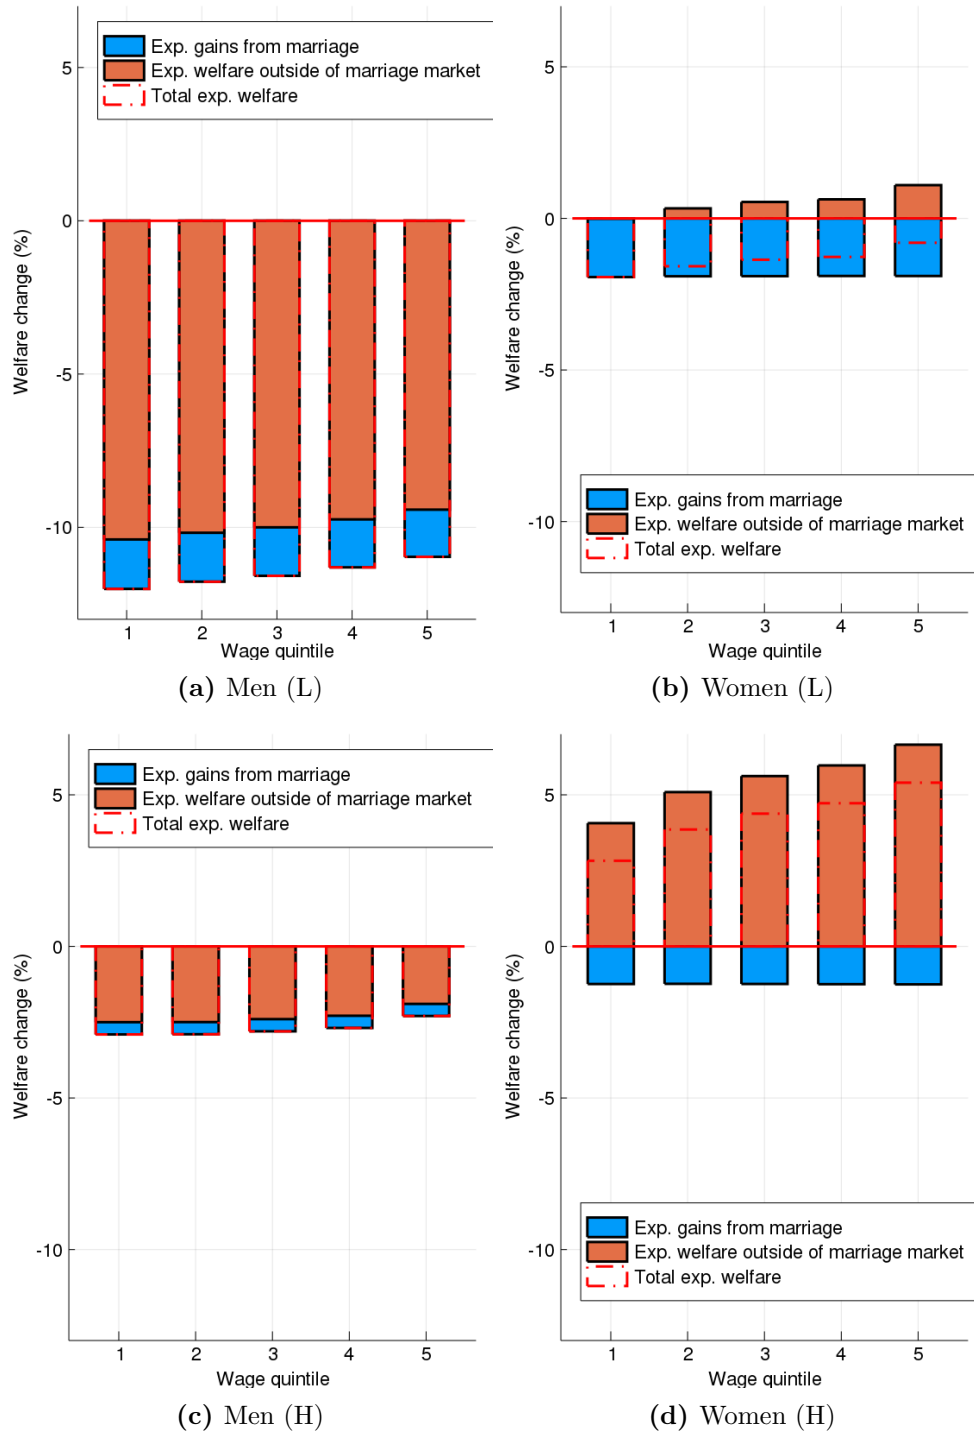 Exp. gains from marriage
Exp. welfare outside of marriage market
Total exp. welfare
5
0
-5
-10
Welfare change (%)
1 2 3 4 5
Wage quintile
(a) Men (L)
5
0
-5
-10
Welfare change (%)
Exp. gains from marriage
Exp. welfare outside of marriage market
Total exp. welfare
1 2 3 4 5
Wage quintile
(b) Women (L)
Exp. gains from marriage
Exp. welfare outside of marriage market
Total exp. welfare
5
0
-5
-10
Welfare change (%)
1 2 3 4 5
Wage quintile
(c) Men (H)
5
0
-5
-10
Welfare change (%)
Exp. gains from marriage
Exp. welfare outside of marriage market
Total exp. welfare
1 2 3 4 5
Wage quintile
(d) Women (H)